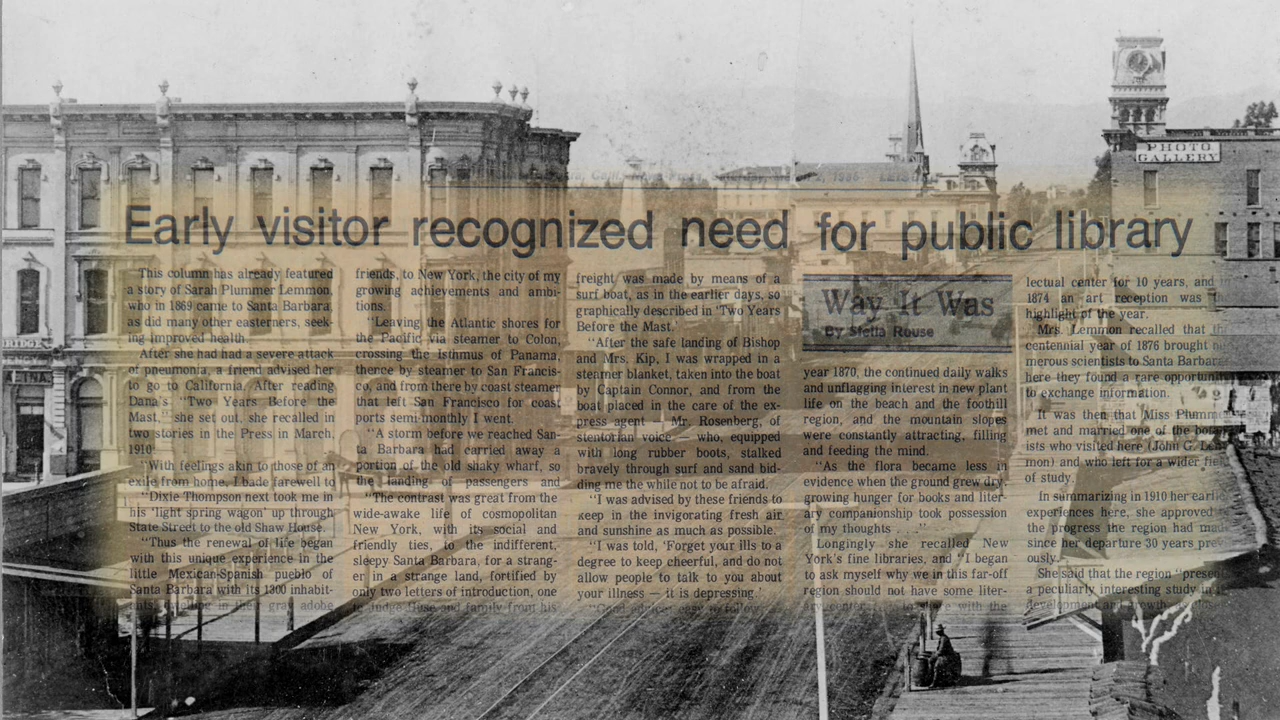 PHOTO
GALLERY
Early visitor recognized need for public library
This column has already featured
a story of Sarah Plummer Lemmon,
who in 1869 came to Santa Barbara,
as did many other easterners, seek-
ing improved health.
After she had had a severe attack
of pneumonia, a friend advised her
to go to California. After reading
Dana's "Two Years Before the
Mast," she set out, she recalled in
two stories in the Press in March,
1910.
"With feelings akin to those of an
exile from home, I bade farewell to
"Dixie Thompson next took me in
his 'light spring wagon' up through
State Street to the old Shaw House.
"Thus the renewal of life began
with this unique experience in the
little Mexican-Spanish pueblo of
Santa Barbara with its 1300 inhabit-
friends, to New York, the city of my
growing achievements and ambi-
tions.
"Leaving the Atlantic shores for
the Pacific via steamer to Colon,
crossing the Isthmus of Panama,
thence by steamer to San Francis-
co, and from there by coast steamer
that left San Francisco for coast
ports semi-monthly I went.
"A storm before we reached San-
ta Barbara had carried away a
portion of the old shaky wharf, so
the landing of passengers and
"The contrast was great from the
wide-awake life of cosmopolitan
New York, with its social and
friendly ties, to the indifferent,
sleepy Santa Barbara, for a strang-
er in a strange land, fortified by
only two letters of introduction, one
freight was made by means of a
surf boat, as in the earlier days, so
graphically described in 'Two Years
Before the Mast.'
"After the safe landing of Bishop
and Mrs. Kip, I was wrapped in a
steamer blanket, taken into the boat
by Captain Connor, and from the
boat placed in the care of the ex-
press agent — Mr. Rosenberg, of
stentorian voice — who, equipped
with long rubber boots, stalked
bravely through surf and sand bid-
ding me the while not to be afraid.
"I was advised by these friends to
keep in the invigorating fresh air
and sunshine as much as possible.
"I was told, 'Forget your ills to a
degree to keep cheerful, and do not
allow people to talk to you about
your illness — it is depressing.'
Way It Was
By Stella Rouse
year 1870, the continued daily walks
and unflagging interest in new plant
life on the beach and the foothill
region, and the mountain slopes
were constantly attracting, filling
and feeding the mind.
"As the flora became less in
evidence when the ground grew dry,
growing hunger for books and liter-
ary companionship took possession
of my thoughts
Longingly she recalled New
York's fine libraries, and "I began
to ask myself why we in this far-off
region should not have some liter-
lectual center for 10 years, and
1874 an art reception was
highlight of the year.
Mrs. Lemmon recalled that
centennial year of 1876 brought
merous scientists to Santa Barbara
here they found a rare
to exchange information.
It was then that Miss
met and married one of the
ists who visited here (John G.
mon) and who left for a wider
of study.
In summarizing in 1910 her
experiences here, she approved
the progress the region had
since her departure 30 years
ously.
She said that the region
a peculiarly interesting study in